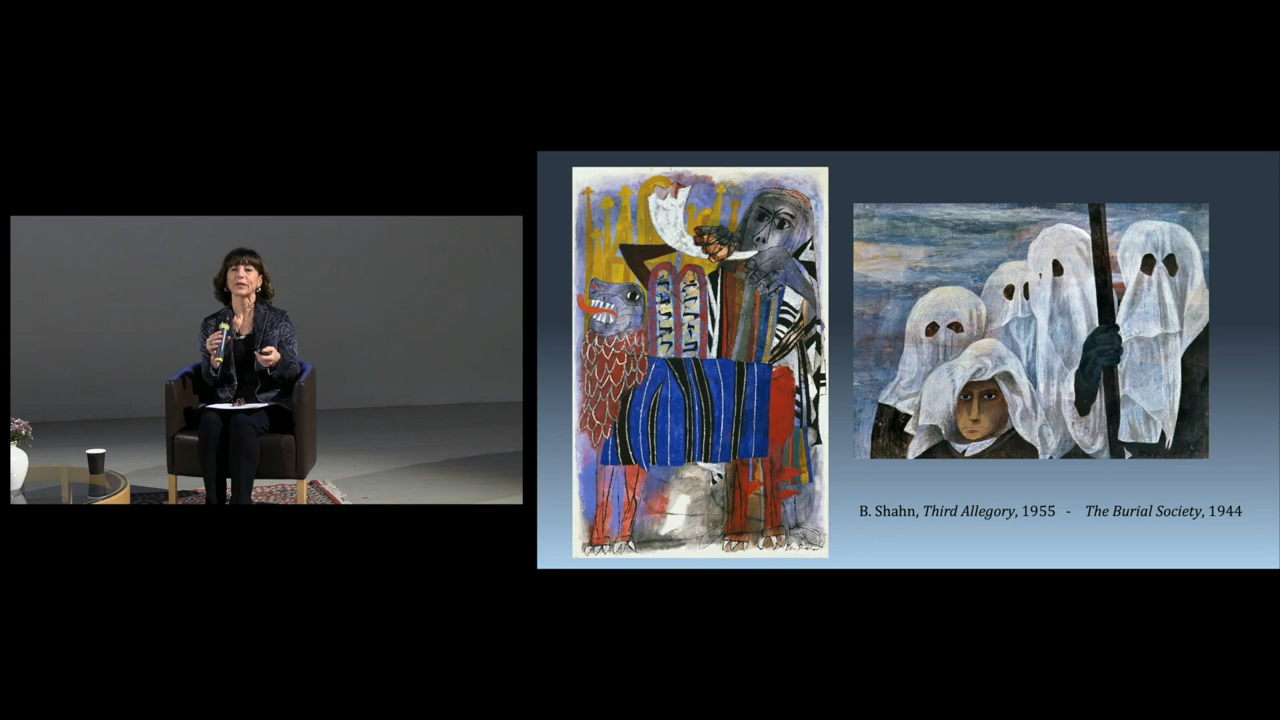 B. Shahn, Third Allegory, 1955 - The Burial Society, 1944